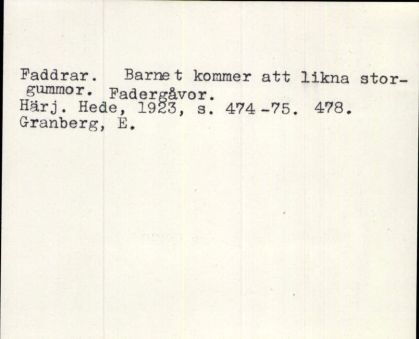 Faddrar. Barnet kommer att likna stor-
gummor. Fadergåvor.
Härj. Hede, 1923, s. 474-75. 478.
Granberg, E.